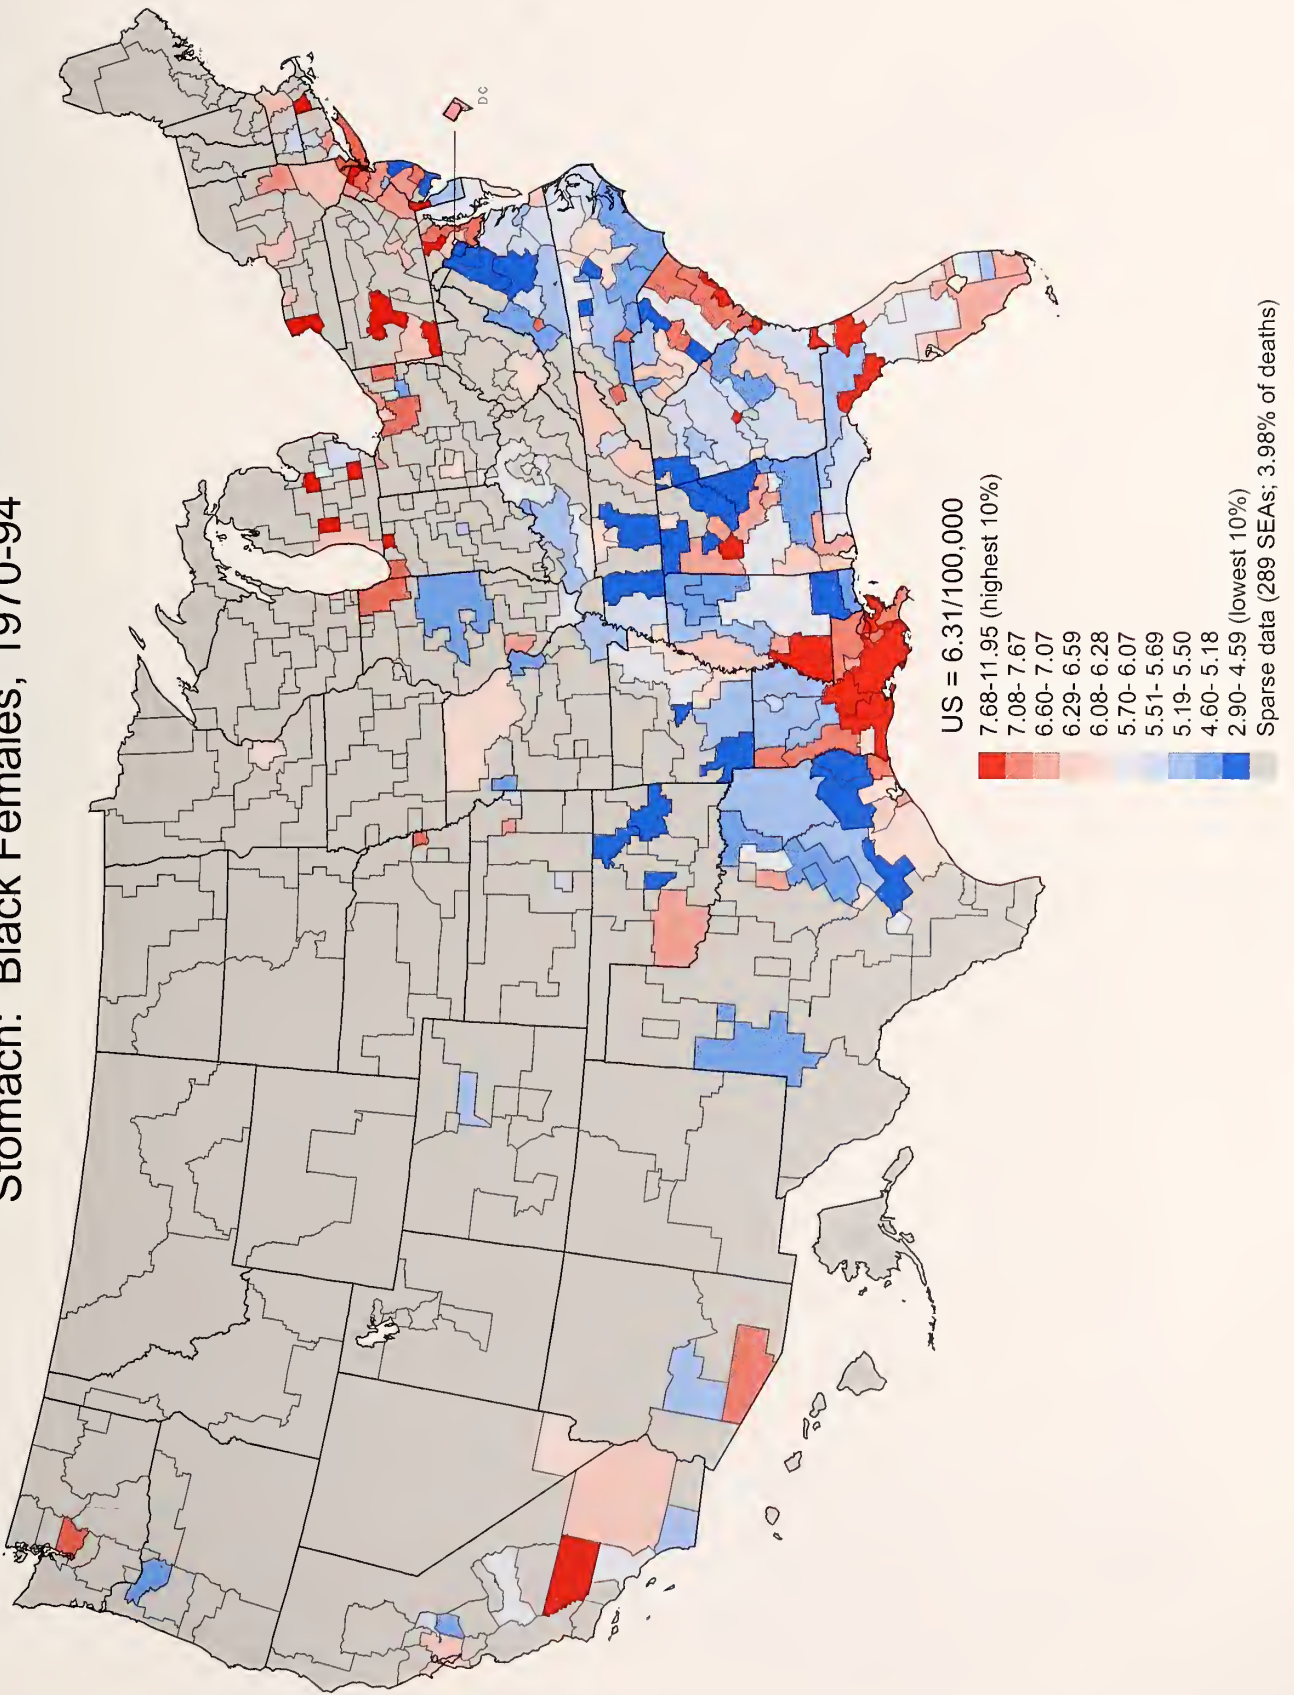 Stomach: Black Females, 1970-94
DC
US = 6.31/100,000
7.68-11.95 (highest 10%)
7.08- 7.67
6.60- 7.07
6.29- 6.59
6.08- 6.28
5.70- 6.07
5.51- 5.69
5.19- 5.50
4.60- 5.18
2.90- 4.59 (lowest 10%)
Sparse data (289 SEAs; 3.98% of deaths)